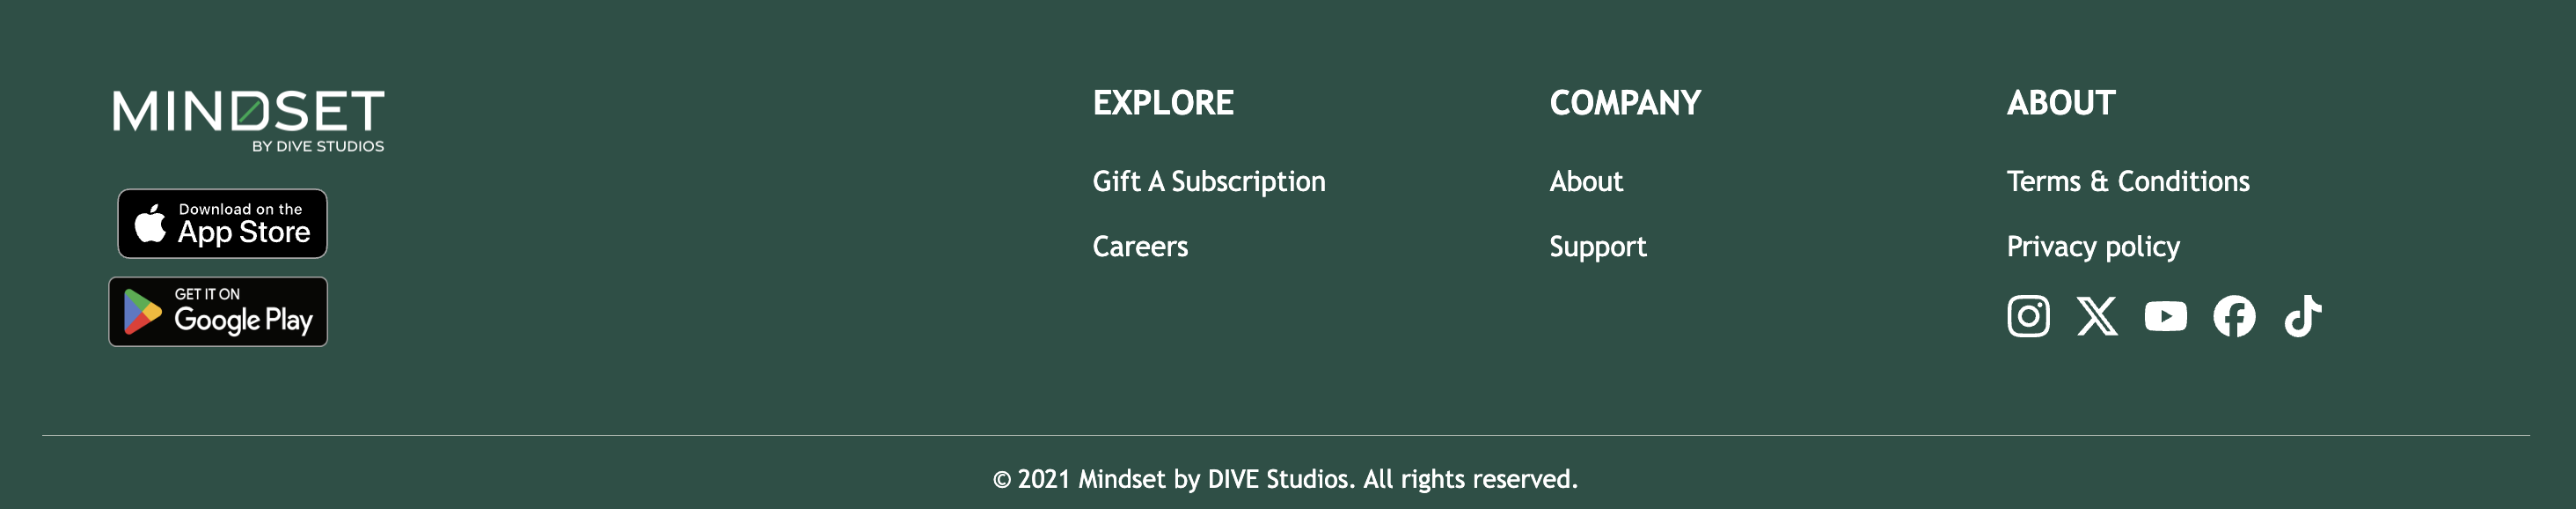 MINDSET
BY DIVE STUDIOS
Download on the
App Store
GET IT ON
Google Play
EXPLORE
Gift A Subscription
Careers
COMPANY
About
Support
ABOUT
Terms & Conditions
Privacy policy
© 2021 Mindset by DIVE Studios. All rights reserved.